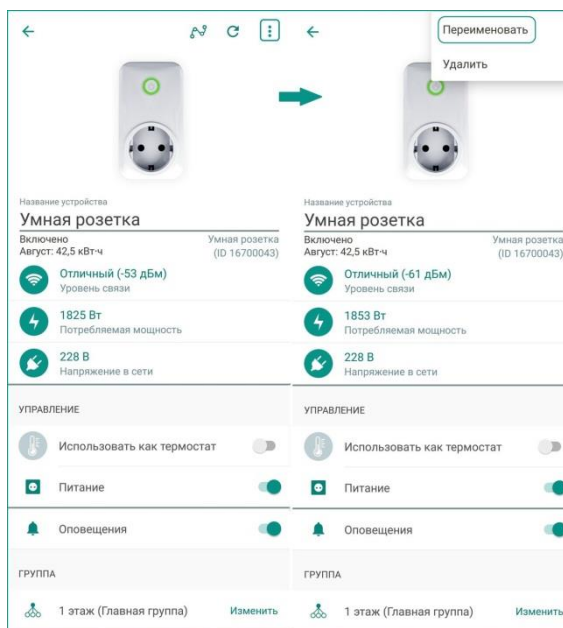 Название устройства
Умная розетка
Включено
Август: 42,5 кВт·ч
Умная розетка
(ID 16700043)
Отличный (-53 дБм)
Уровень связи
1825 Вт
Потребляемая мощность
228 В
Напряжение в сети
УПРАВЛЕНИЕ
Использовать как термостат
Питание
Оповещения
ГРУППА
1 этаж (Главная группа)
Изменить
Переименовать
Удалить
Название устройства
Умная розетка
Включено
Август: 42,5 кВт·ч
Умная розетка
(ID 16700043)
Отличный (-61 дБм)
Уровень связи
1853 Вт
Потребляемая мощность
228 В
Напряжение в сети
УПРАВЛЕНИЕ
Использовать как термостат
Питание
Оповещения
ГРУППА
1 этаж (Главная группа)
Изменить